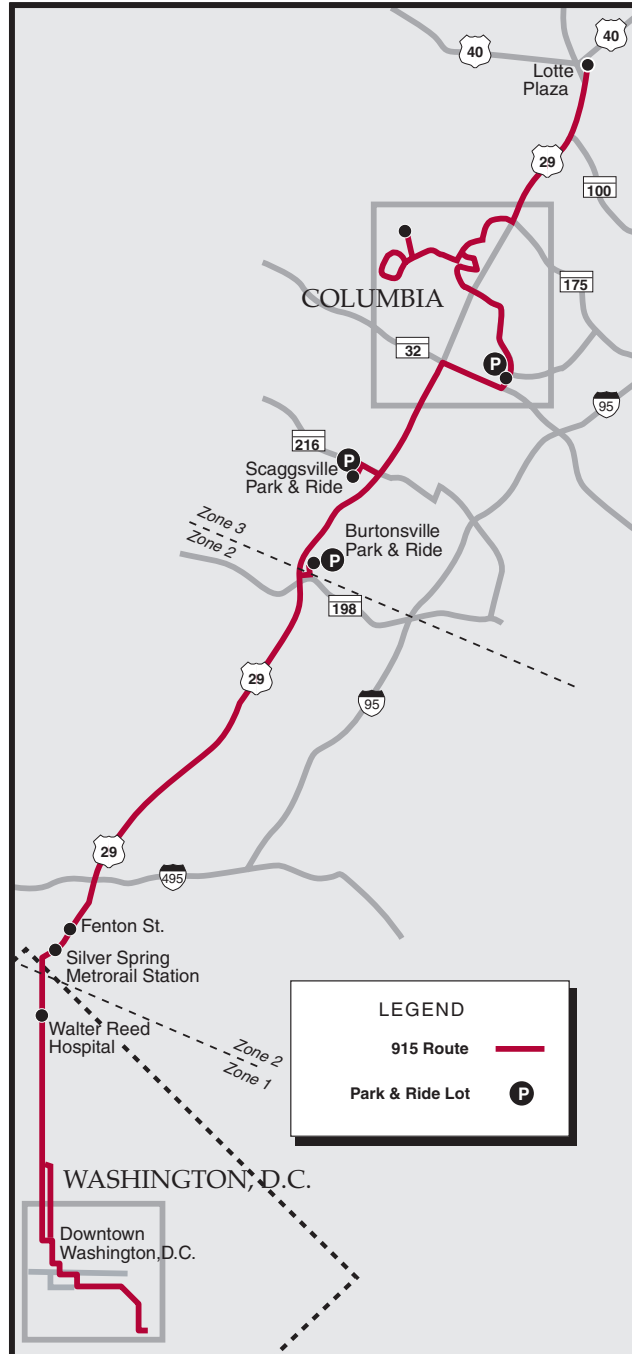 40
40
Lotte
Plaza
29
100
COLUMBIA
175
32
P
95
216
P
Scaggsville
Park & Ride
Zone 3
Zone 2
Burtonsville
Park & Ride
P
198
29
95
29
495
Fenton St.
Silver Spring
Metrorail Station
Walter Reed
Hospital
Zone 2
Zone 1
LEGEND
915 Route
Park & Ride Lot
P
WASHINGTON, D.C.
Downtown
Washington,D.C.